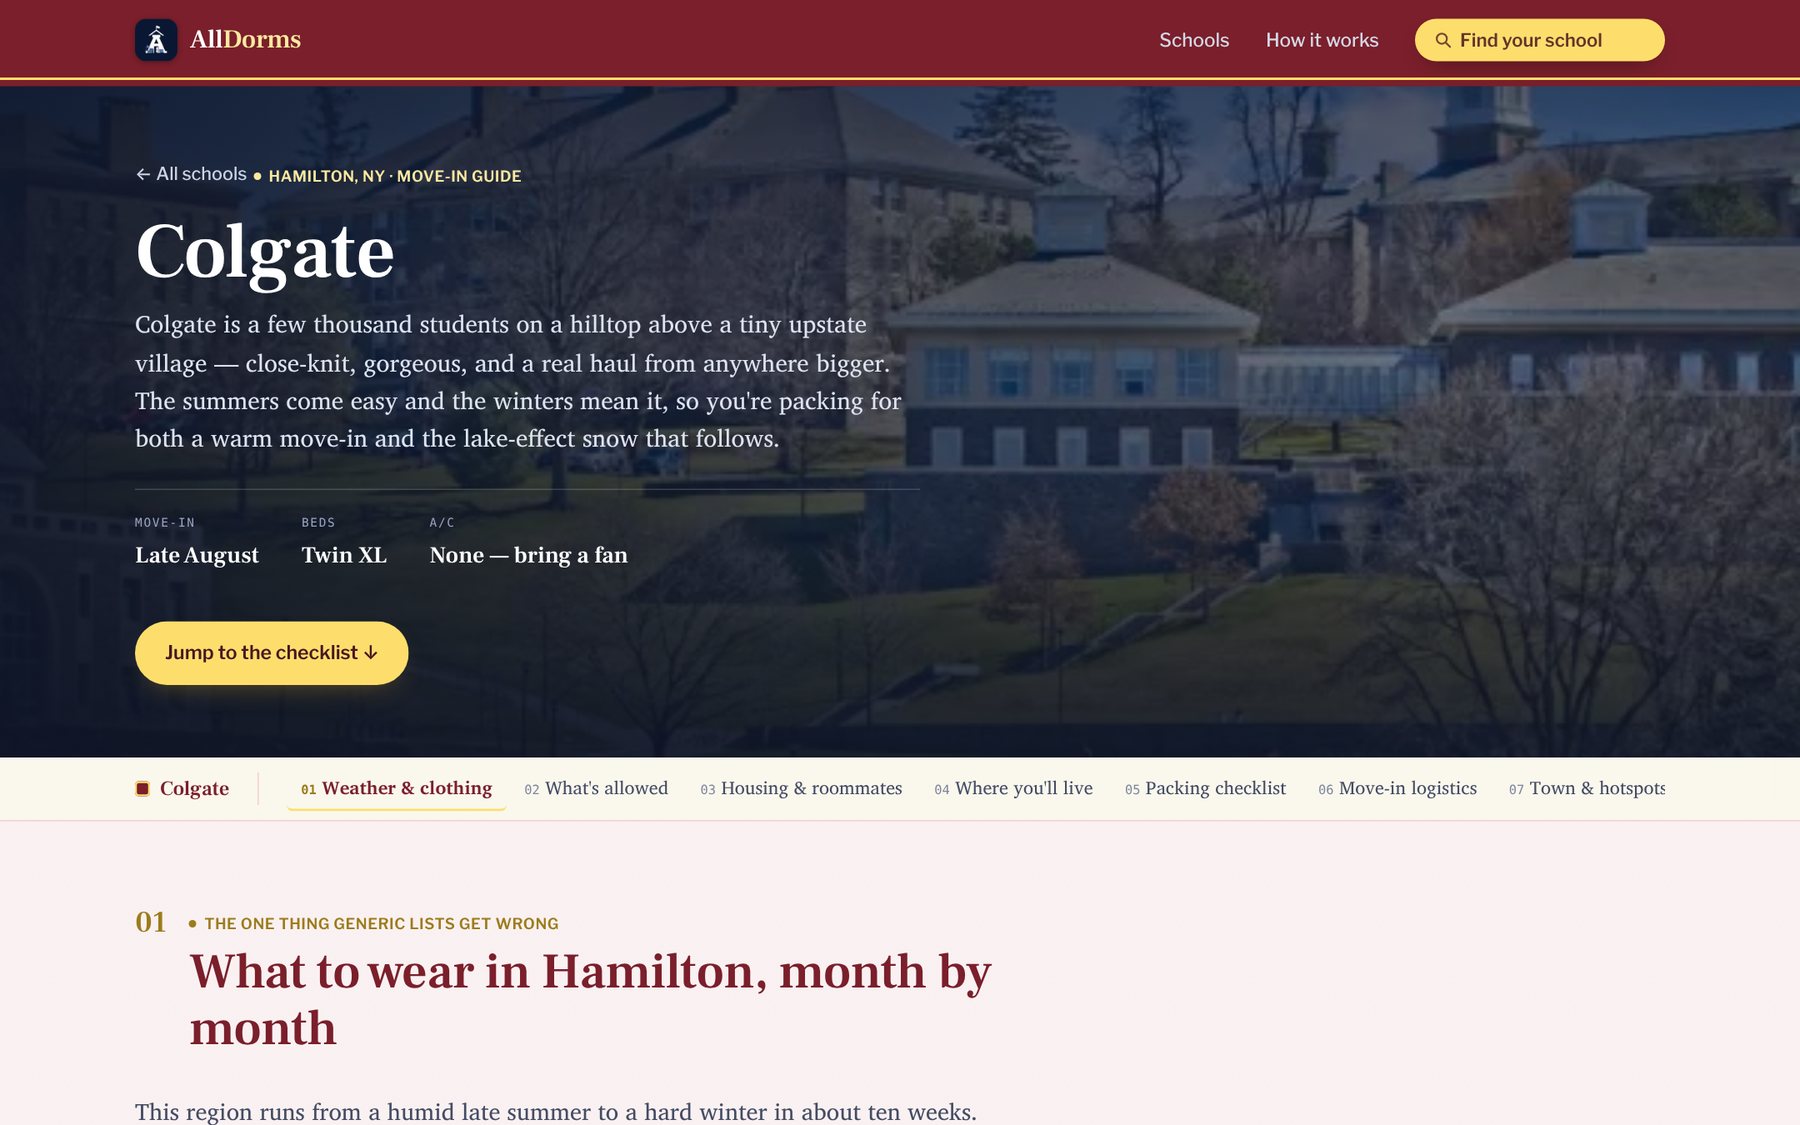 AllDorms
Schools
How it works
Find your school
← All schools • HAMILTON, NY · MOVE-IN GUIDE
Colgate
Colgate is a few thousand students on a hilltop above a tiny upstate
village — close-knit, gorgeous, and a real haul from anywhere bigger.
The summers come easy and the winters mean it, so you're packing for
both a warm move-in and the lake-effect snow that follows.
MOVE-IN
Late August
BEDS
Twin XL
A/C
None — bring a fan
Jump to the checklist ↓
Colgate
01 Weather & clothing
02 What's allowed
03 Housing & roommates
04 Where you'll live
05 Packing checklist
06 Move-in logistics
07 Town & hotspots
01 • THE ONE THING GENERIC LISTS GET WRONG
What to wear in Hamilton, month by
month
This region runs from a humid late summer to a hard winter in about ten weeks.